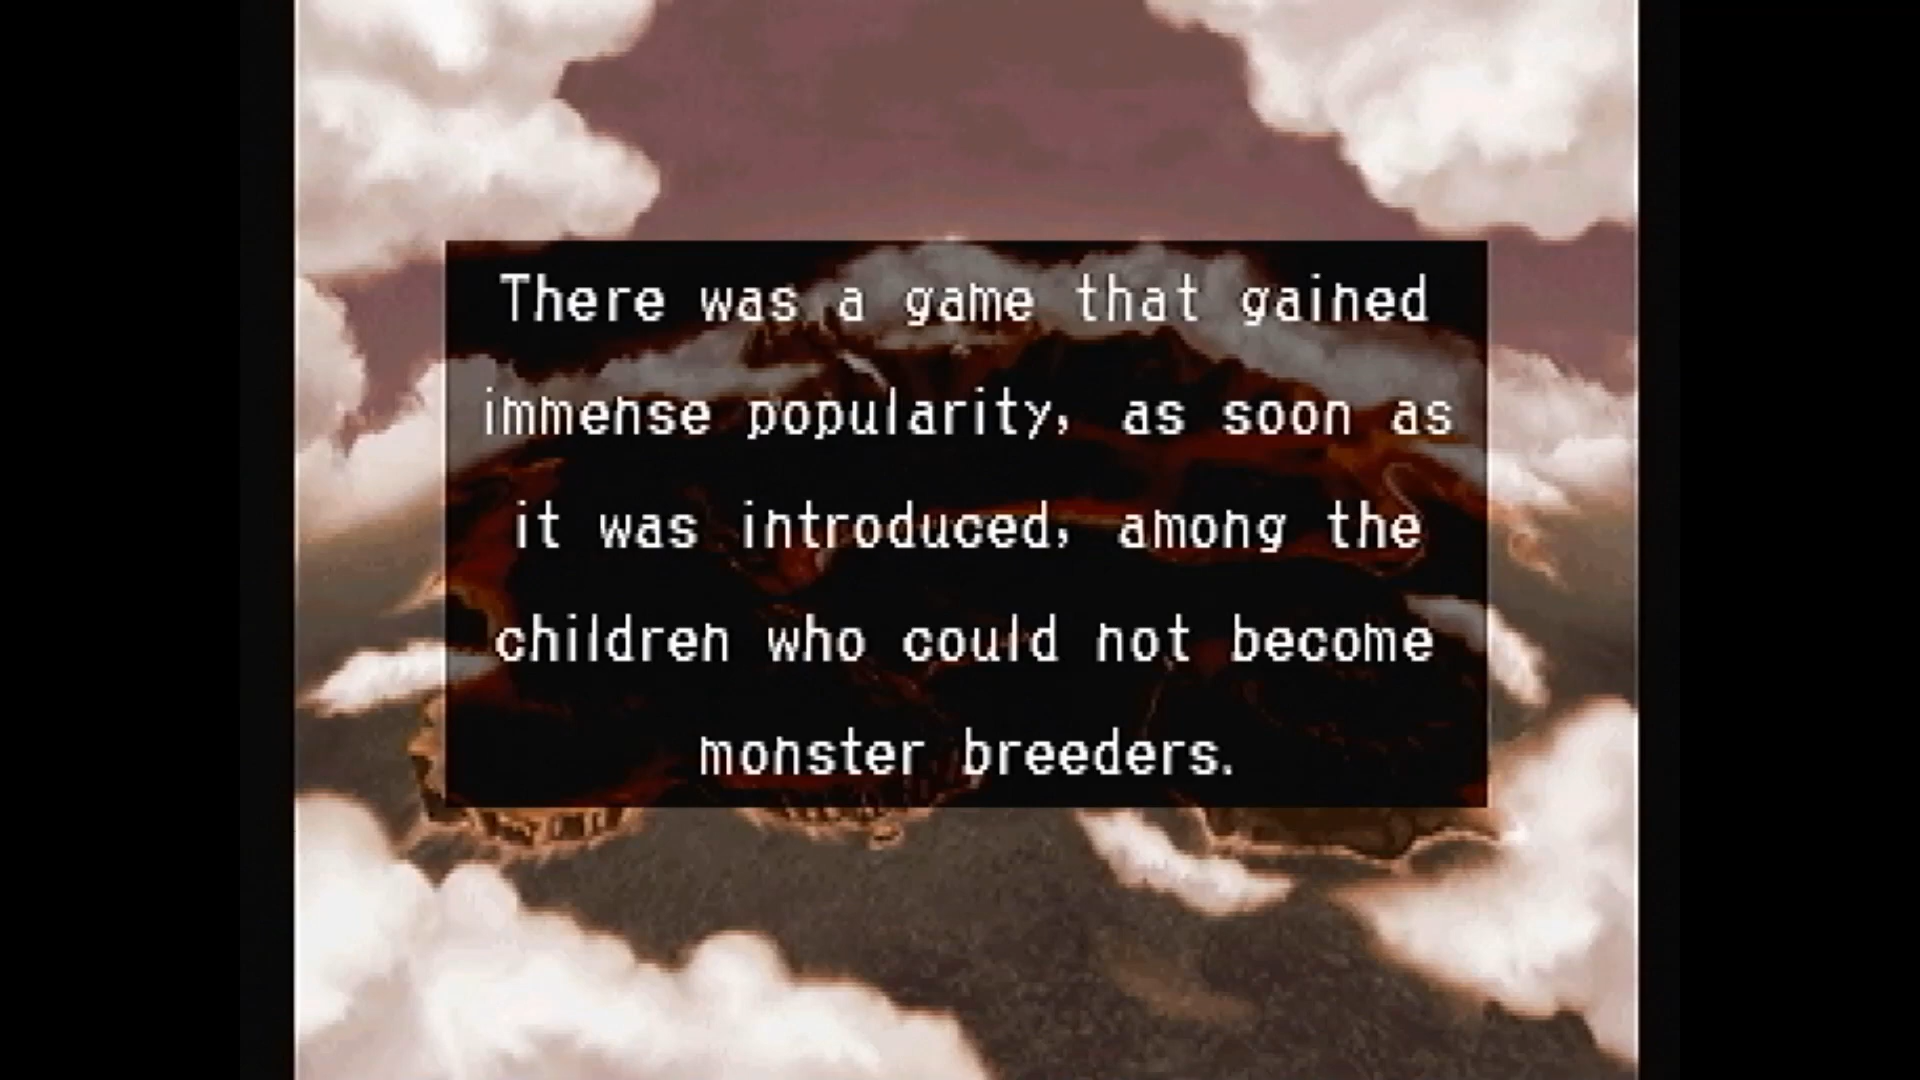 There was a game that gained
immense popularity, as soon as
it was introduced, among the
children who could not become
monster breeders.